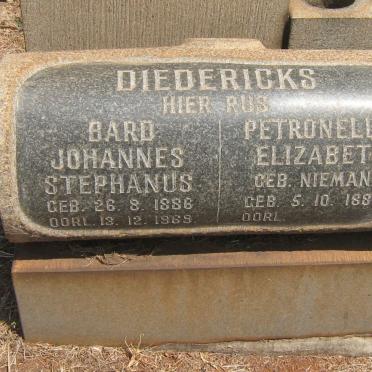 DIEDERICKS
HIER RUS
BARD
JOHANNES
STEPHANUS
GEB. 26 8. 1886
OORL. 13. 12. 1969
PETRONELL
ELIZABET
GEB. NIEMAN
GEB. 5. 10. 188
OORL.